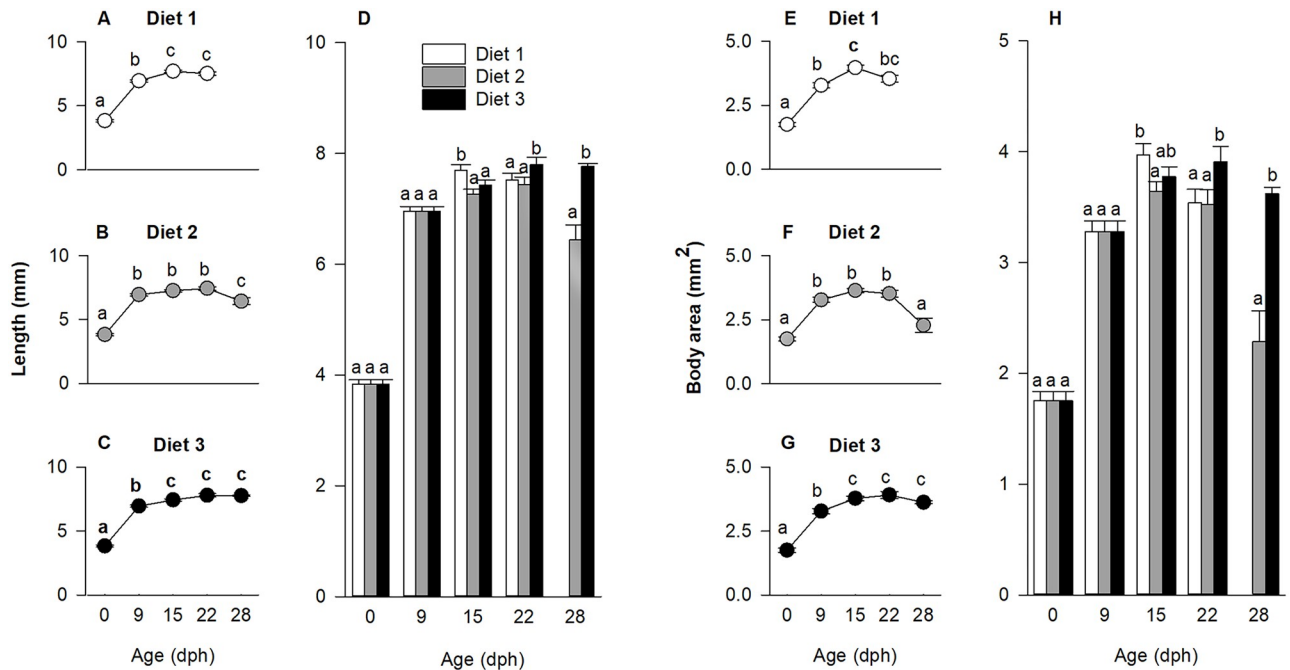 A Diet 1
10
5
0
a b c c
B Diet 2
10
5
0
a b b b c
C Diet 3
10
5
0
a b c c c
0 9 15 22 28
Age (dph)
Length (mm)
D
Diet 1
Diet 2
Diet 3
10
8
6
4
2
0
a a a
a a a
b a a
a a b
a b
0 9 15 22 28
Age (dph)
E Diet 1
5.0
2.5
0.0
a b c bc
F Diet 2
5.0
2.5
0.0
a b b b a
G Diet 3
5.0
2.5
0.0
a b c c c
0 9 15 22 28
Age (dph)
Body area (mm2)
H
5
4
3
2
1
0
a a a
a a a
b a ab
a a b
a b
0 9 15 22 28
Age (dph)